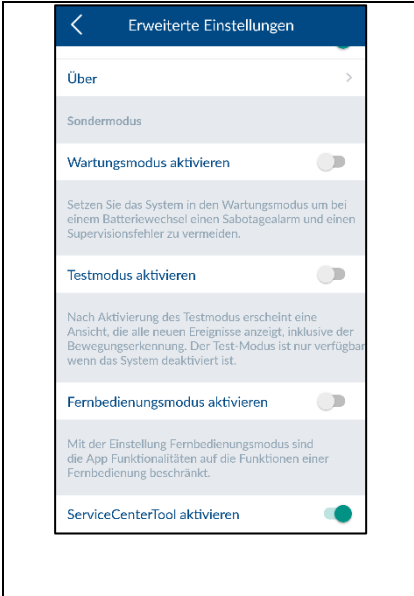 Erweiterte Einstellungen
Über
Sondermodus
Wartungsmodus aktivieren
Setzen Sie das System in den Wartungsmodus um bei
einem Batteriewechsel einen Sabotagealarm und einen
Supervisionsfehler zu vermeiden.
Testmodus aktivieren
Nach Aktivierung des Testmodus erscheint eine
Ansicht, die alle neuen Ereignisse anzeigt, inklusive der
Bewegungserkennung. Der Test-Modus ist nur verfügbar
wenn das System deaktiviert ist.
Fernbedienungsmodus aktivieren
Mit der Einstellung Fernbedienungsmodus sind
die App Funktionalitäten auf die Funktionen einer
Fernbedienung beschränkt.
ServiceCenterTool aktivieren